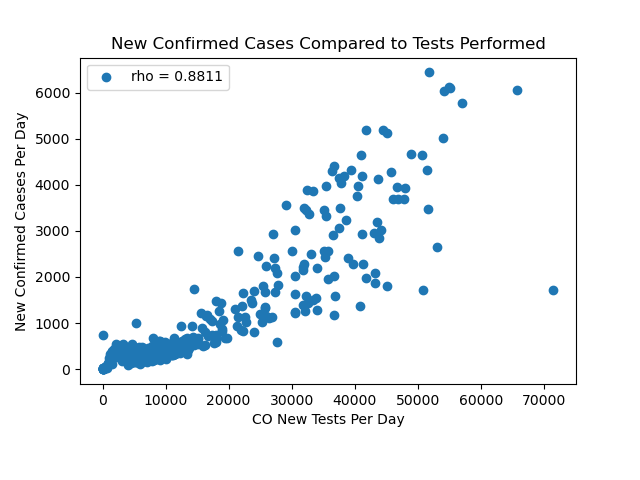 New Confirmed Cases Compared to Tests Performed
rho = 0.8811
New Confirmed Caeses Per Day
6000
5000
4000
3000
2000
1000
0
0 10000 20000 30000 40000 50000 60000 70000
CO New Tests Per Day